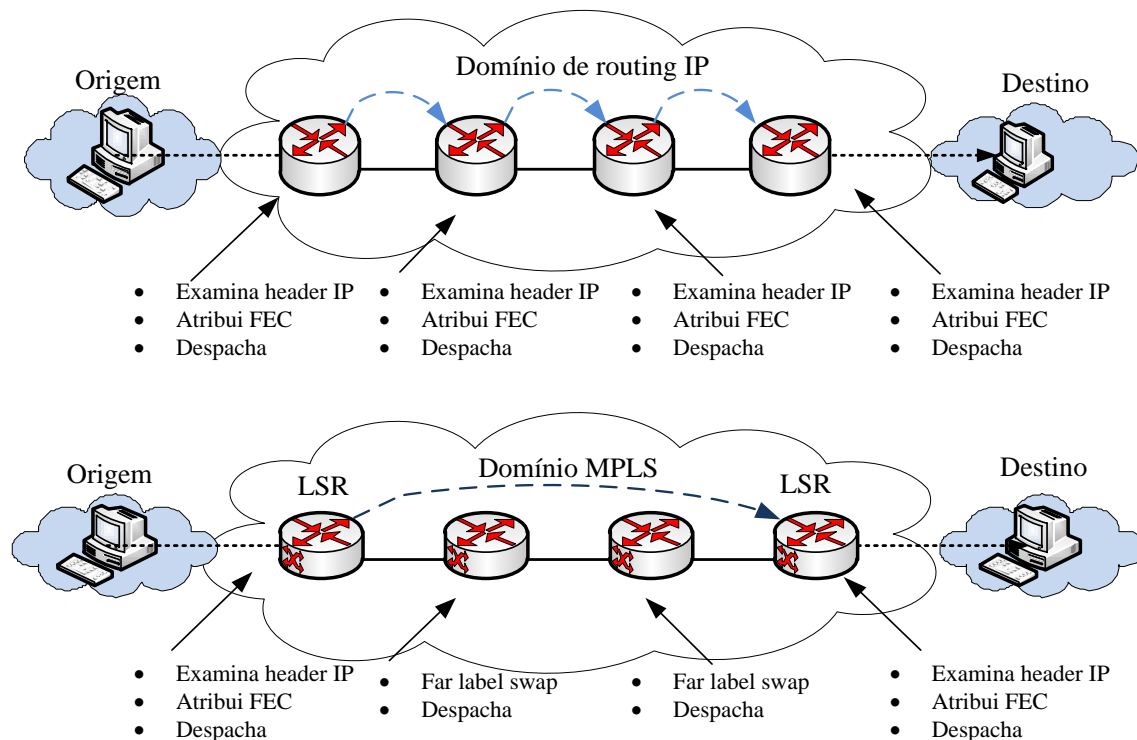 Domínio de routing IP
Origem
Destino
• Examina header IP
• Atribui FEC
• Despacha
• Examina header IP
• Atribui FEC
• Despacha
• Examina header IP
• Atribui FEC
• Despacha
• Examina header IP
• Atribui FEC
• Despacha
Origem
Domínio MPLS
Destino
LSR
LSR
• Examina header IP
• Atribui FEC
• Despacha
• Far label swap
• Despacha
• Far label swap
• Despacha
• Examina header IP
• Atribui FEC
• Despacha